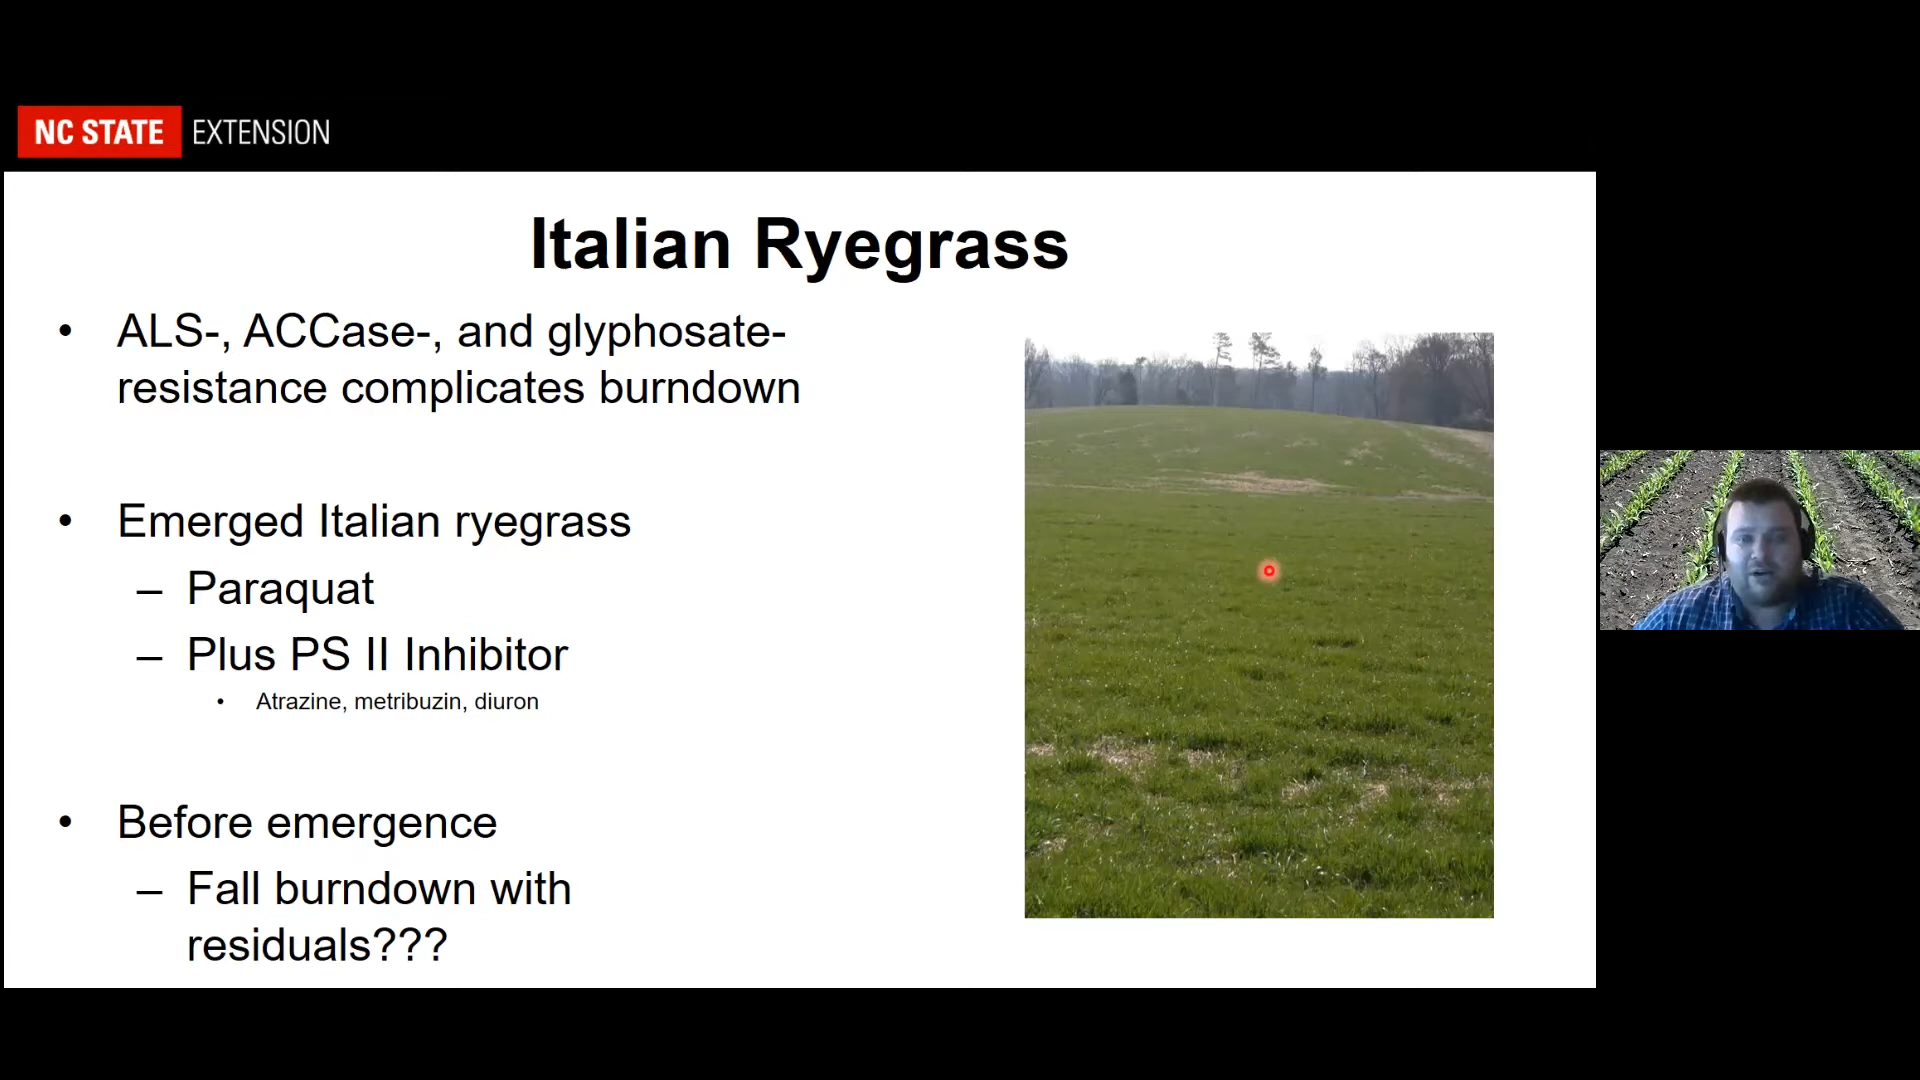 NC STATE EXTENSION
Italian Ryegrass
• ALS-, ACCase-, and glyphosate-
resistance complicates burndown
• Emerged Italian ryegrass
– Paraquat
– Plus PS II Inhibitor
• Atrazine, metribuzin, diuron
• Before emergence
– Fall burndown with
residuals???